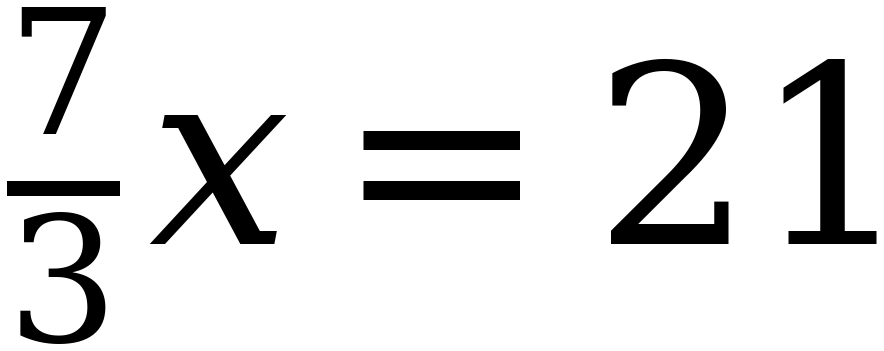 7/3 x = 21